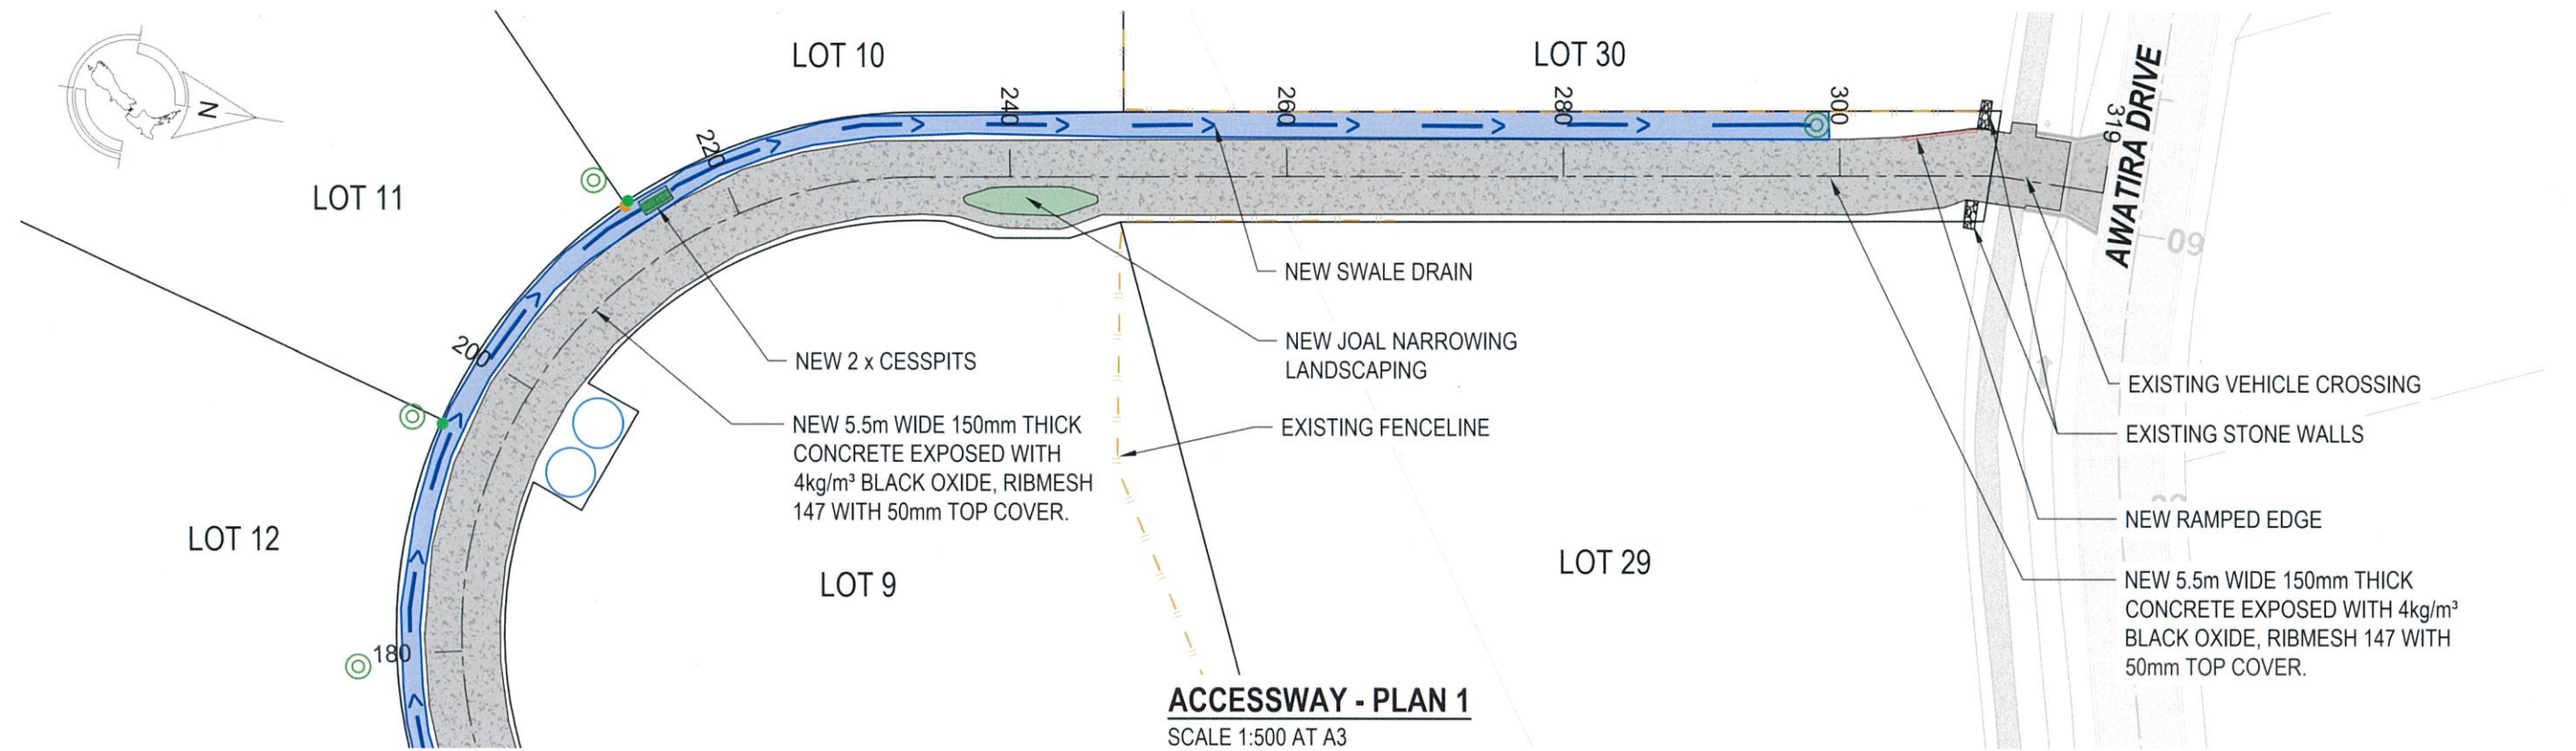 LOT 10
LOT 30
N
240
260
280
300
319
AWATIRA DRIVE
220
LOT 11
60
NEW SWALE DRAIN
NEW JOAL NARROWING
LANDSCAPING
200
NEW 2 x CESSPITS
EXISTING VEHICLE CROSSING
NEW 5.5m WIDE 150mm THICK
CONCRETE EXPOSED WITH
4kg/m³ BLACK OXIDE, RIBMESH
147 WITH 50mm TOP COVER.
EXISTING FENCELINE
EXISTING STONE WALLS
LOT 12
NEW RAMPED EDGE
LOT 9
LOT 29
NEW 5.5m WIDE 150mm THICK
CONCRETE EXPOSED WITH 4kg/m³
BLACK OXIDE, RIBMESH 147 WITH
50mm TOP COVER.
180
ACCESSWAY - PLAN 1
SCALE 1:500 AT A3